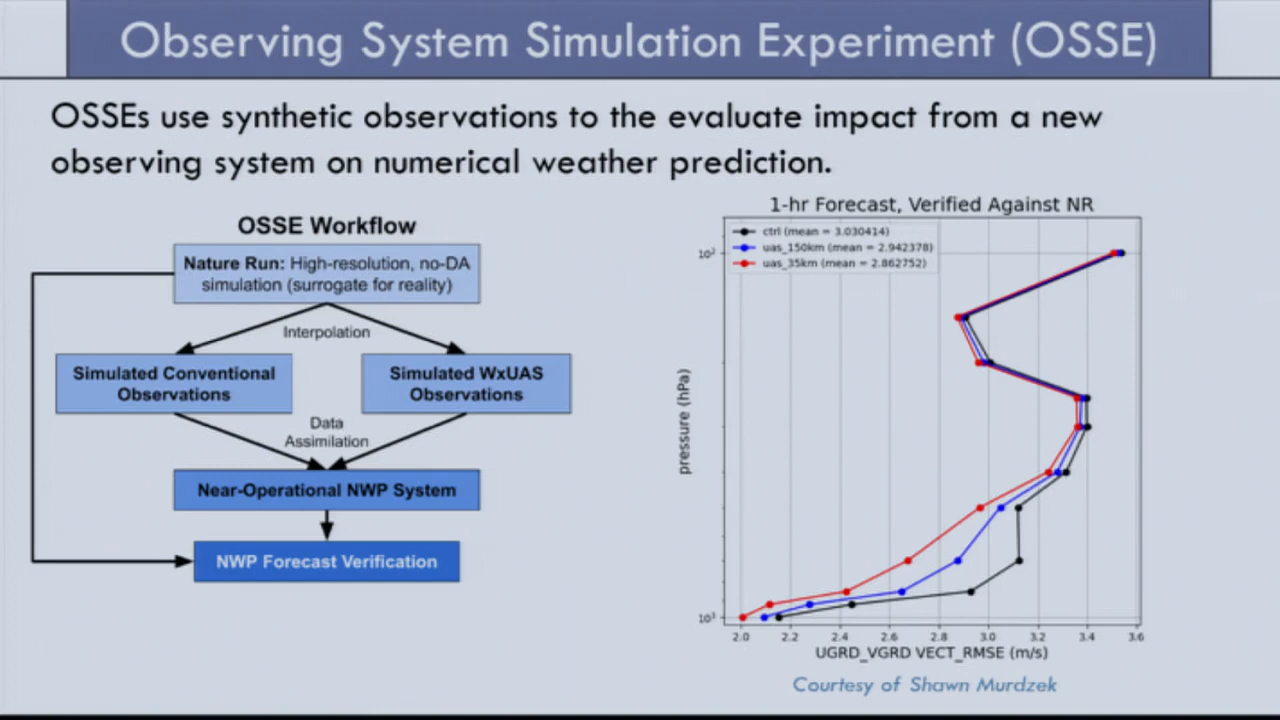 Observing System Simulation Experiment (OSSE)
OSSEs use synthetic observations to the evaluate impact from a new
observing system on numerical weather prediction.
OSSE Workflow
Nature Run: High-resolution, no-DA
simulation (surrogate for reality)
Interpolation
Simulated Conventional
Observations
Simulated WxUAS
Observations
Data
Assimilation
Near-Operational NWP System
NWP Forecast Verification
1-hr Forecast, Verified Against NR
ctrl (mean = 3.030414)
uas_150km (mean = 2.942378)
uas_35km (mean = 2.862752)
10²
pressure (hPa)
10³
2.0 2.2 2.4 2.6 2.8 3.0 3.2 3.4 3.6
UGRD_VGRD VECT_RMSE (m/s)
Courtesy of Shawn Murdzek